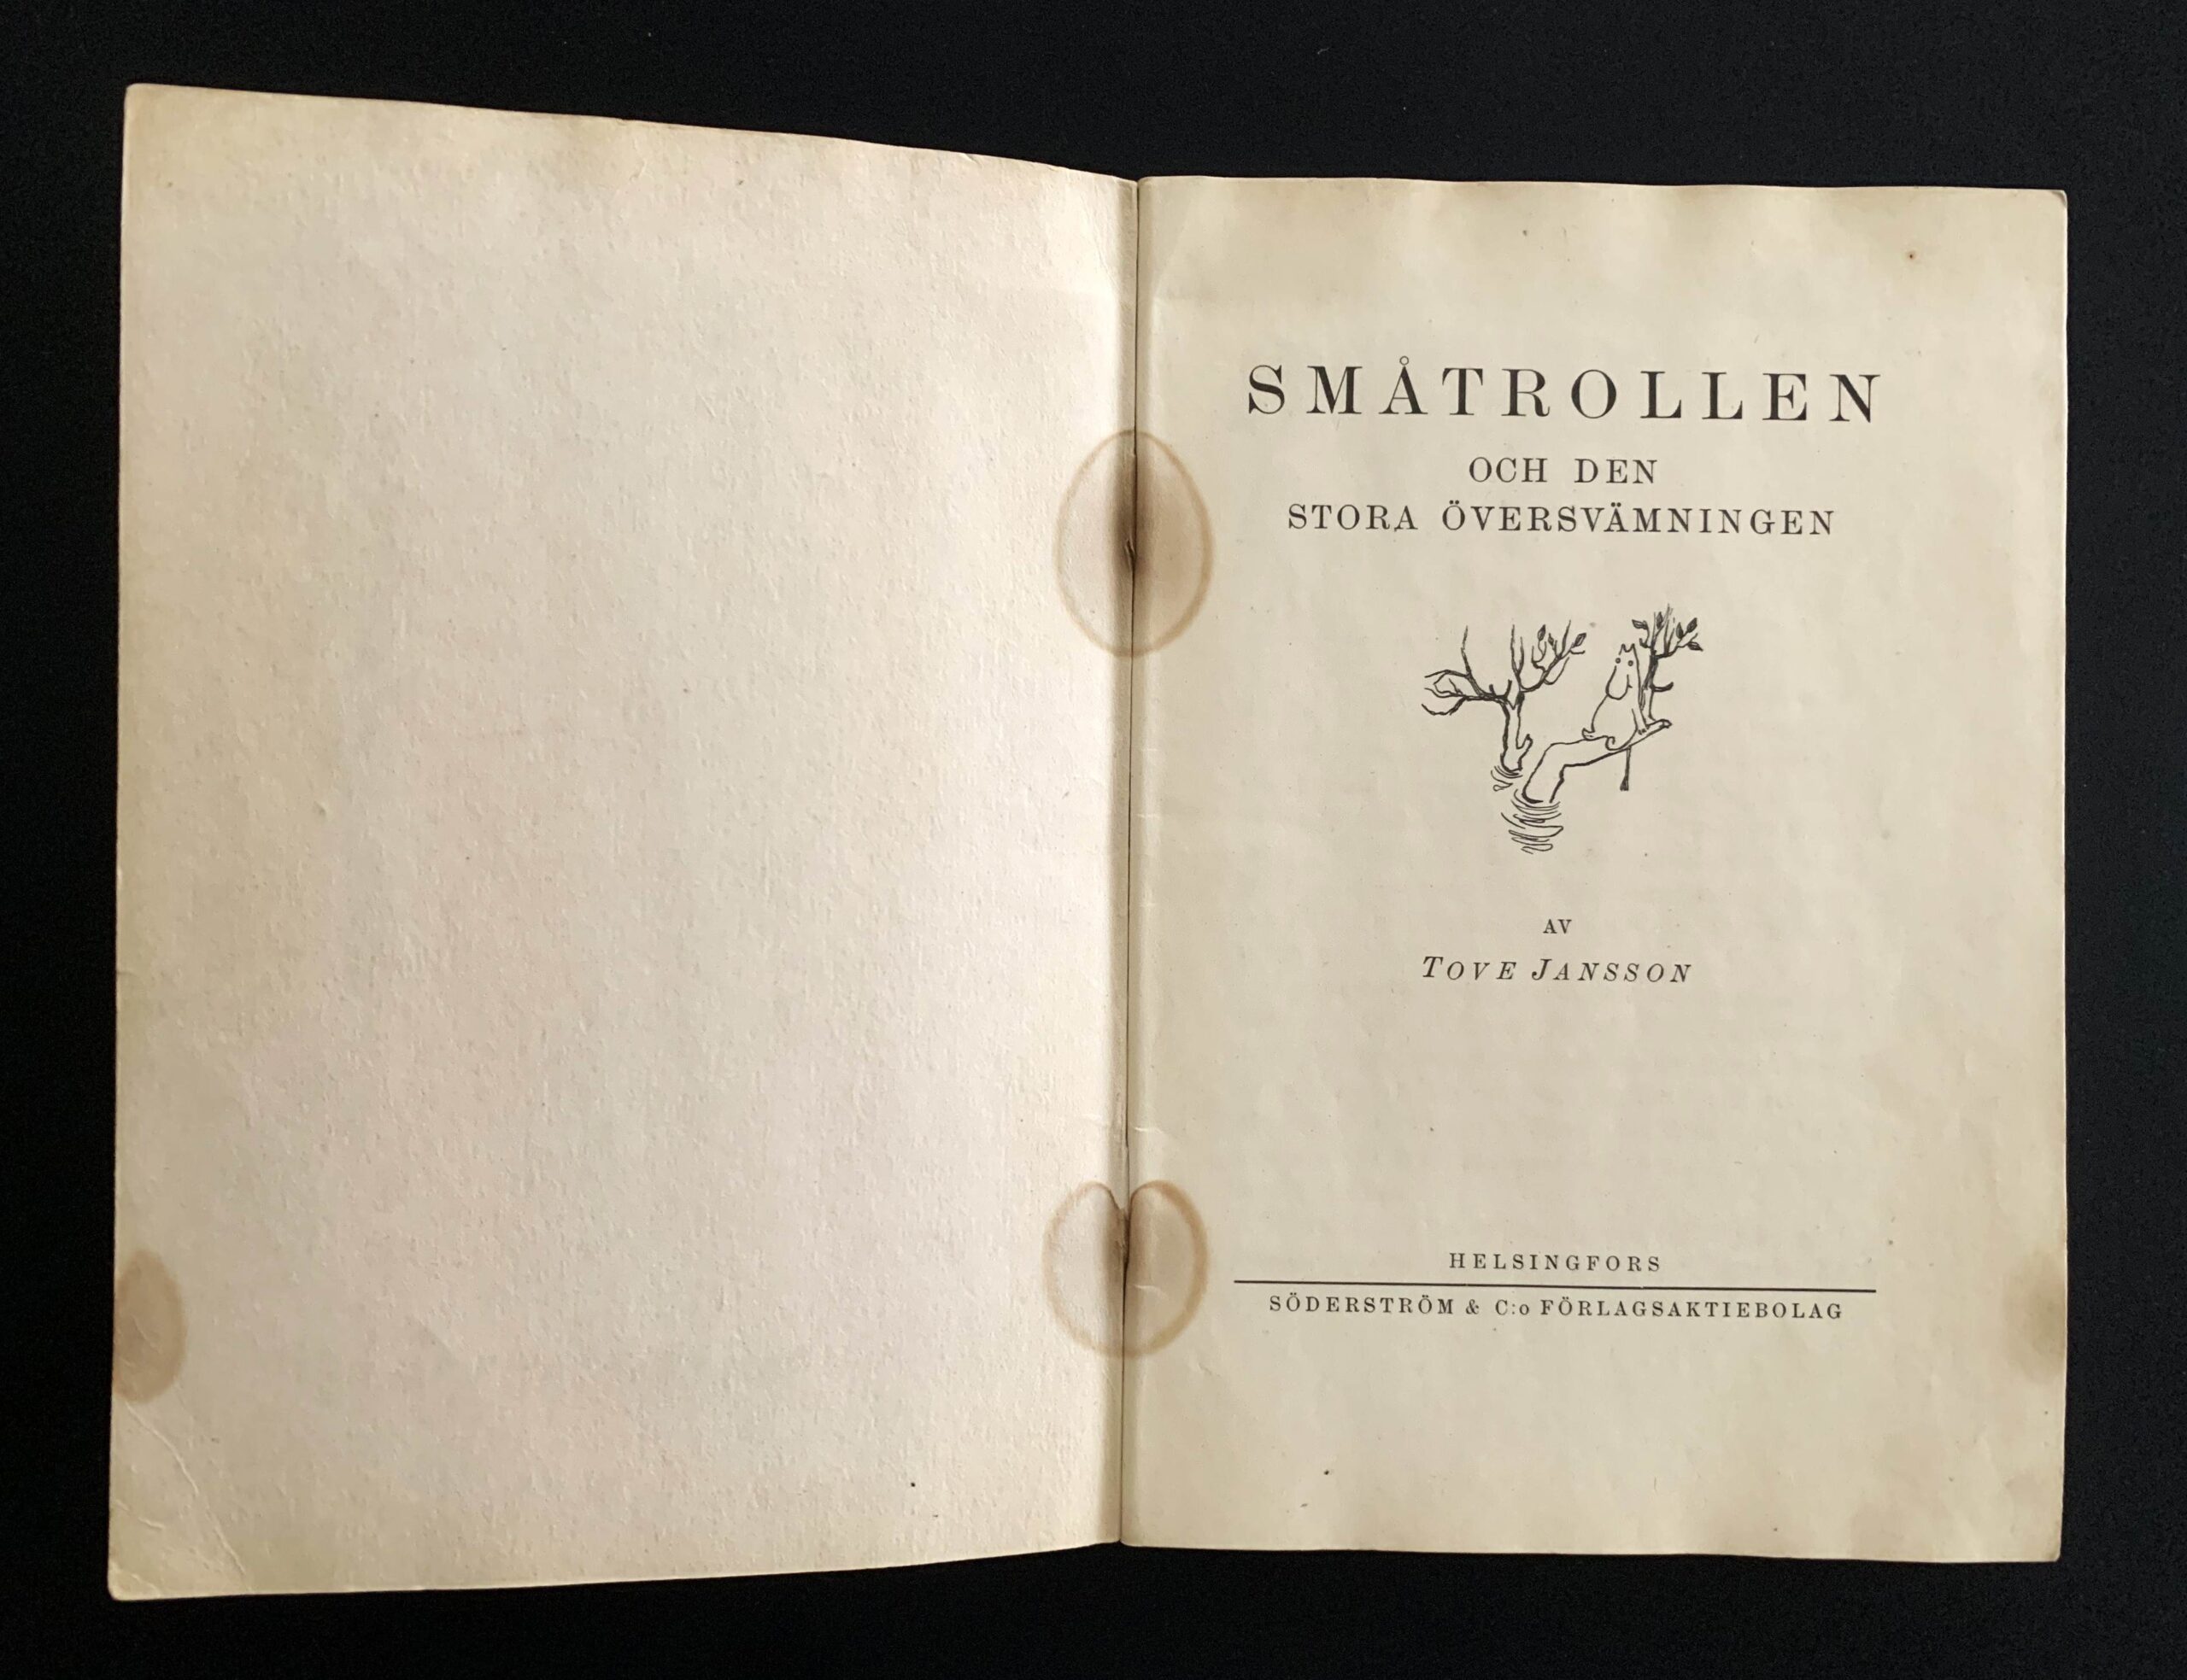 SMÅTROLLEN
OCH DEN
STORA ÖVERSVÄMNINGEN
AV
TOVE JANSSON
HELSINGFORS
SÖDERSTRÖM & C:o FÖRLAGSAKTIEBOLAG